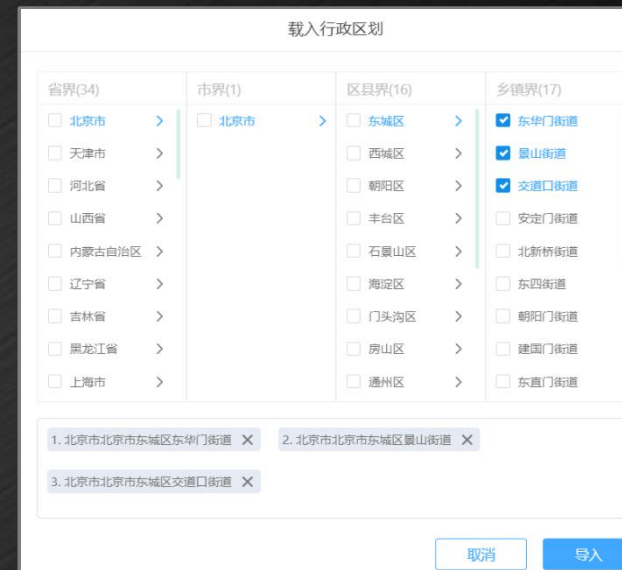 载入行政区划
省界(34) 市界(1) 区县界(16) 乡镇界(17)
北京市 北京市 东城区 东华门街道
天津市 西城区 景山街道
河北省 朝阳区 交道口街道
山西省 丰台区 安定门街道
内蒙古自治区 石景山区 北新桥街道
辽宁省 海淀区 东四街道
吉林省 门头沟区 朝阳门街道
黑龙江省 房山区 建国门街道
上海市 通州区 东直门街道
1. 北京市北京市东城区东华门街道 2. 北京市北京市东城区景山街道
3. 北京市北京市东城区交道口街道
取消 导入